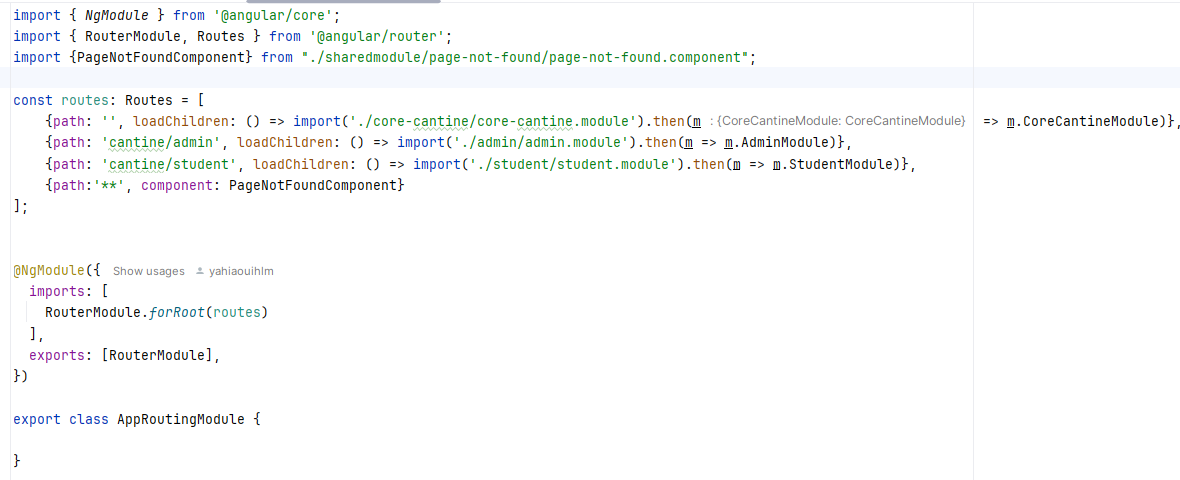 import { NgModule } from '@angular/core';
import { RouterModule, Routes } from '@angular/router';
import {PageNotFoundComponent} from "./sharedmodule/page-not-found/page-not-found.component";
const routes: Routes = [
    {path: '', loadChildren: () => import('./core-cantine/core-cantine.module').then(m : {CoreCantineModule: CoreCantineModule} => m.CoreCantineModule)},
    {path: 'cantine/admin', loadChildren: () => import('./admin/admin.module').then(m => m.AdminModule)},
    {path: 'cantine/student', loadChildren: () => import('./student/student.module').then(m => m.StudentModule)},
    {path:'**', component: PageNotFoundComponent}
];
@NgModule({ Show usages yahiaouihlm
  imports: [
    RouterModule.forRoot(routes)
  ],
  exports: [RouterModule],
})
export class AppRoutingModule {
}